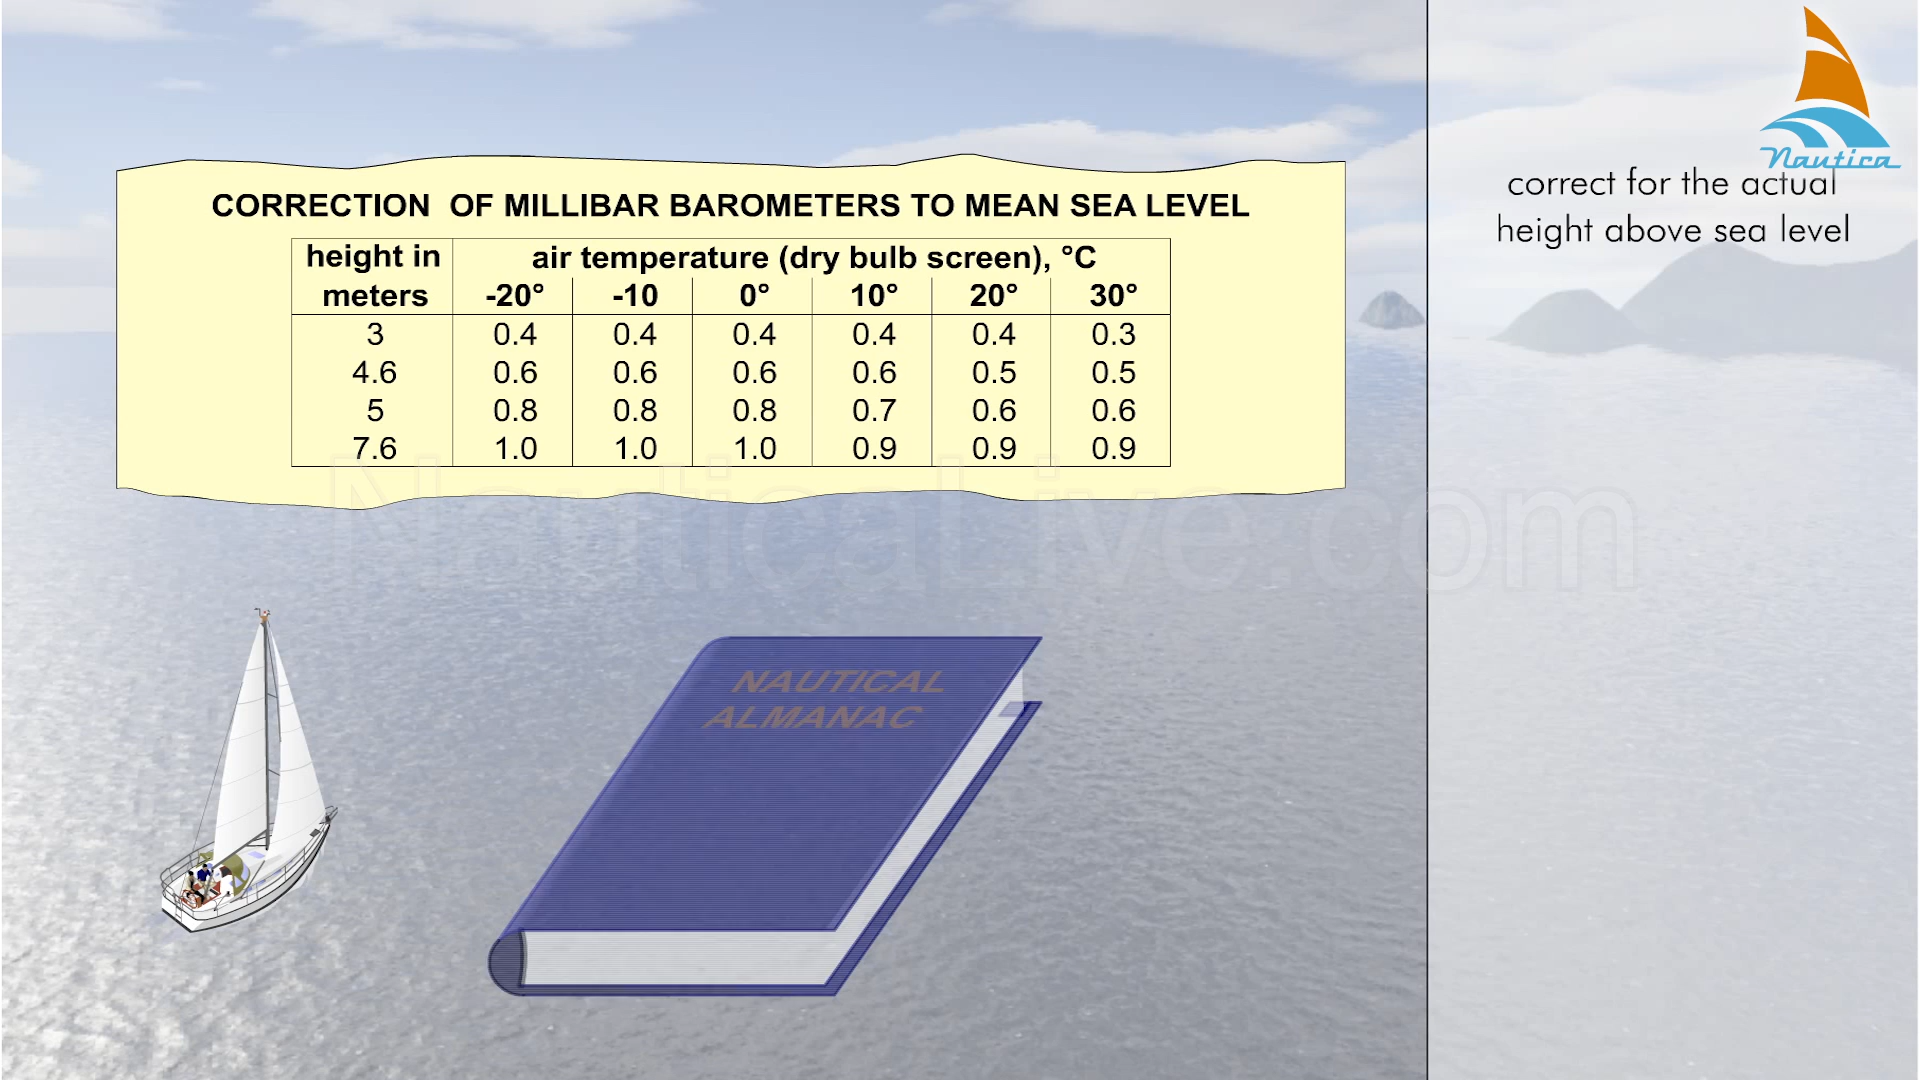 Nautica
correct for the actual
height above sea level
CORRECTION OF MILLIBAR BAROMETERS TO MEAN SEA LEVEL
height in meters air temperature (dry bulb screen), °C
-20° -10 0° 10° 20° 30°
3 0.4 0.4 0.4 0.4 0.4 0.3
4.6 0.6 0.6 0.6 0.6 0.5 0.5
5 0.8 0.8 0.8 0.7 0.6 0.6
7.6 1.0 1.0 1.0 0.9 0.9 0.9
NauticaLive.com
NAUTICAL
ALMANAC